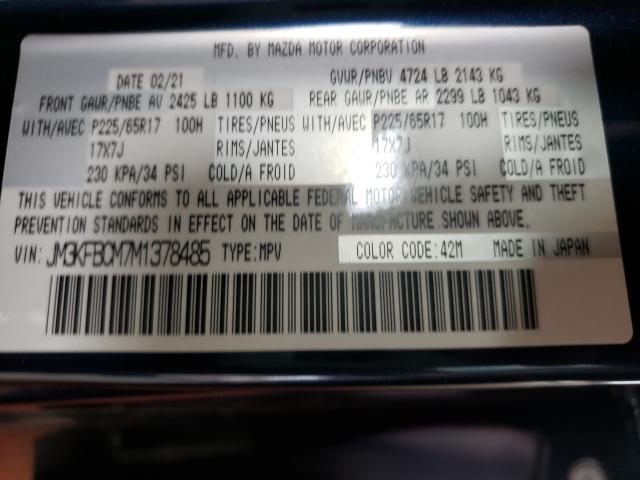 MFD. BY MAZDA MOTOR CORPORATION
DATE 02/21 GVWR/PNBV 4724 LB 2143 KG
FRONT GAWR/PNBE AV 2425 LB 1100 KG REAR GAWR/PNBE AR 2299 LB 1043 KG
WITH/AVEC P225/65R17 100H TIRES/PNEUS WITH/AVEC P225/65R17 100H TIRES/PNEUS
17X7J RIMS/JANTES 17X7J RIMS/JANTES
230 KPA/34 PSI COLD/A FROID 230 KPA/34 PSI COLD/A FROID
THIS VEHICLE CONFORMS TO ALL APPLICABLE FEDERAL MOTOR VEHICLE SAFETY AND THEFT
PREVENTION STANDARDS IN EFFECT ON THE DATE OF MANUFACTURE SHOWN ABOVE.
VIN: JM3KFBCM7M1378485 TYPE:MPV COLOR CODE:42M MADE IN JAPAN